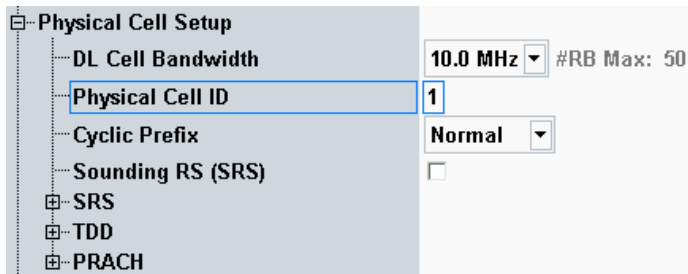 Physical Cell Setup
DL Cell Bandwidth 10.0 MHz #RB Max: 50
Physical Cell ID 1
Cyclic Prefix Normal
Sounding RS (SRS)
SRS
TDD
PRACH